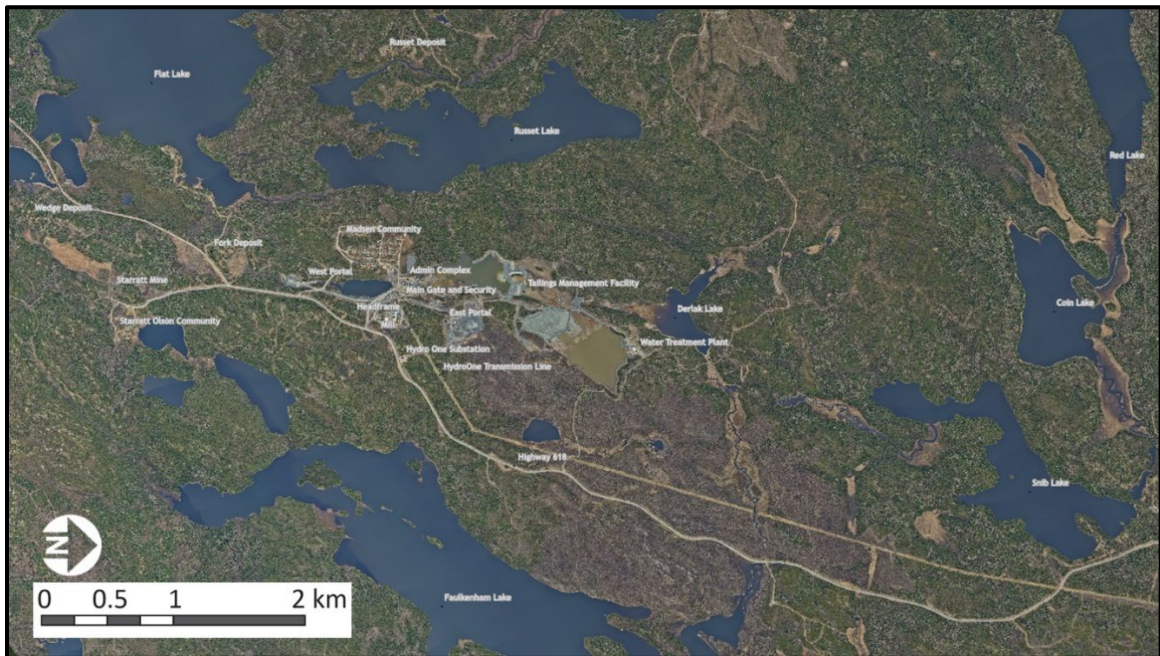 Russet Deposit
Flat Lake
Russet Lake
Red Lake
Wedge Deposit
Madsen Community
Fork Deposit
Admin Complex
West Portal
Starratt Mine
Tailings Management Facility
Main Gate and Security
Coin Lake
Headframe
Derlak Lake
East Portal
Starratt Olson Community
Mill
Water Treatment Plant
Hydro One Substation
HydroOne Transmission Line
Highway 618
Snib Lake
N
Faulkenham Lake
0 0.5 1 2 km